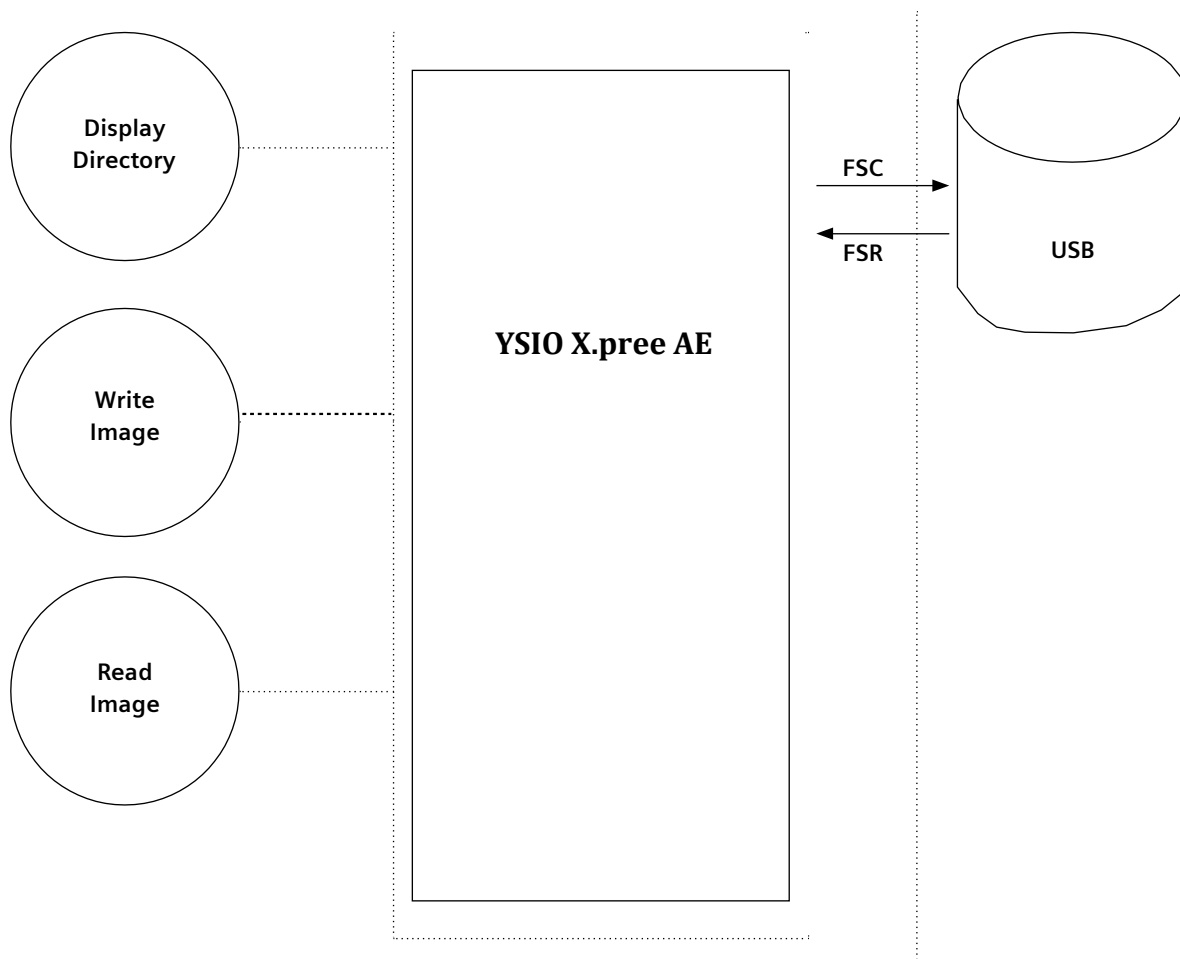 Display
Directory
FSC
FSR
USB
YSIO X.pree AE
Write
Image
Read
Image